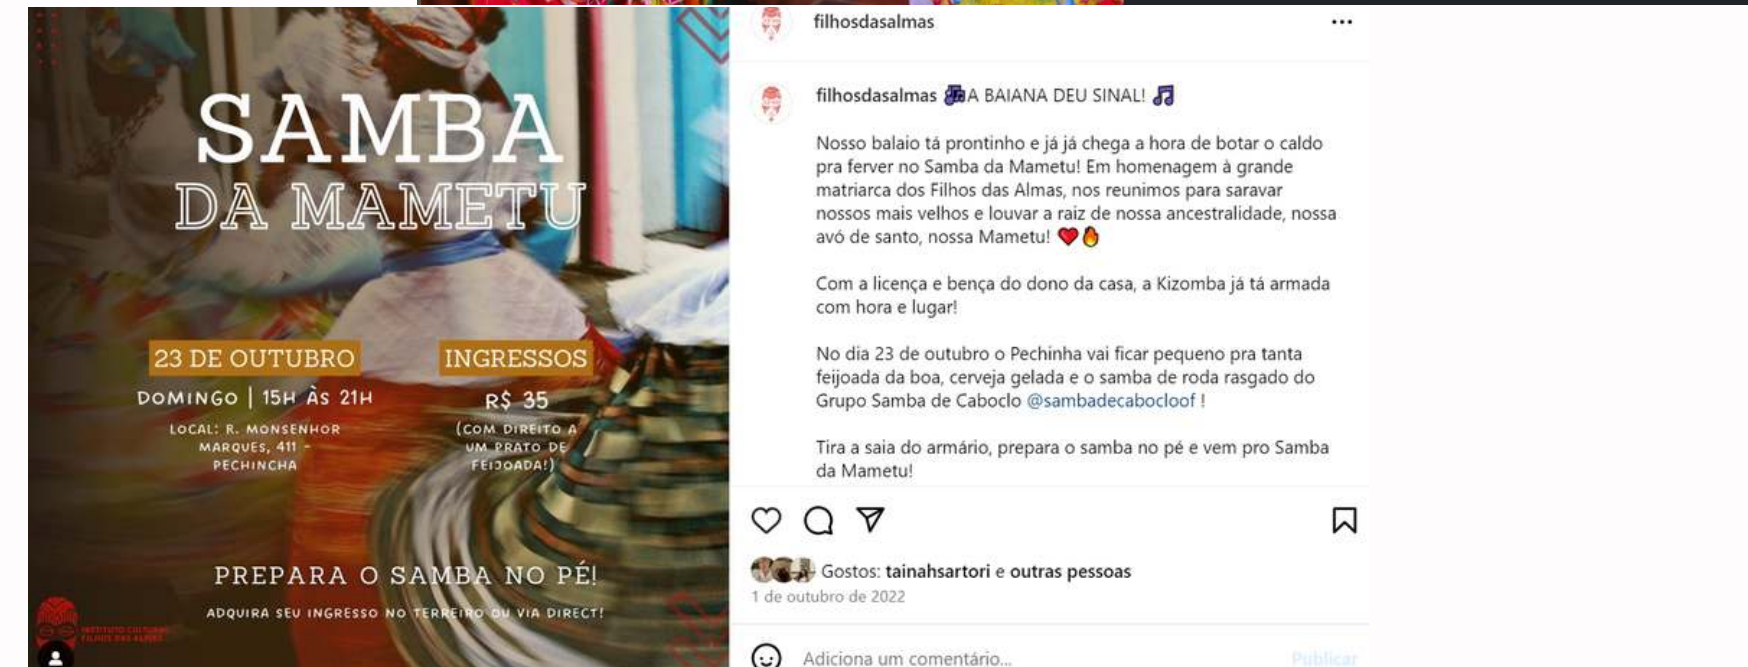 SAMBA
DA MAMETU
23 DE OUTUBRO
DOMINGO | 15H ÀS 21H
LOCAL: R. MONSENHOR
MARQUES, 411 -
PECHINCHA
INGRESSOS
R$ 35
(COM DIREITO A
UM PRATO DE
FEIJOADA!)
PREPARA O SAMBA NO PÉ!
ADQUIRA SEU INGRESSO NO TERREIRO OU VIA DIRECT!
INSTITUTO CULTURAL
FILHOS DAS ALMAS
filhosdasalmas
filhosdasalmas 🎶A BAIANA DEU SINAL! 🎵
Nosso balaio tá prontinho e já já chega a hora de botar o caldo
pra ferver no Samba da Mametu! Em homenagem à grande
matriarca dos Filhos das Almas, nos reunimos para saravar
nossos mais velhos e louvar a raiz de nossa ancestralidade, nossa
avó de santo, nossa Mametu! ❤️🔥
Com a licença e bença do dono da casa, a Kizomba já tá armada
com hora e lugar!
No dia 23 de outubro o Pechinha vai ficar pequeno pra tanta
feijoada da boa, cerveja gelada e o samba de roda rasgado do
Grupo Samba de Caboclo @sambadecabocloof !
Tira a saia do armário, prepara o samba no pé e vem pro Samba
da Mametu!
Gostos: tainahsartori e outras pessoas
1 de outubro de 2022
Adiciona um comentário...
Publicar